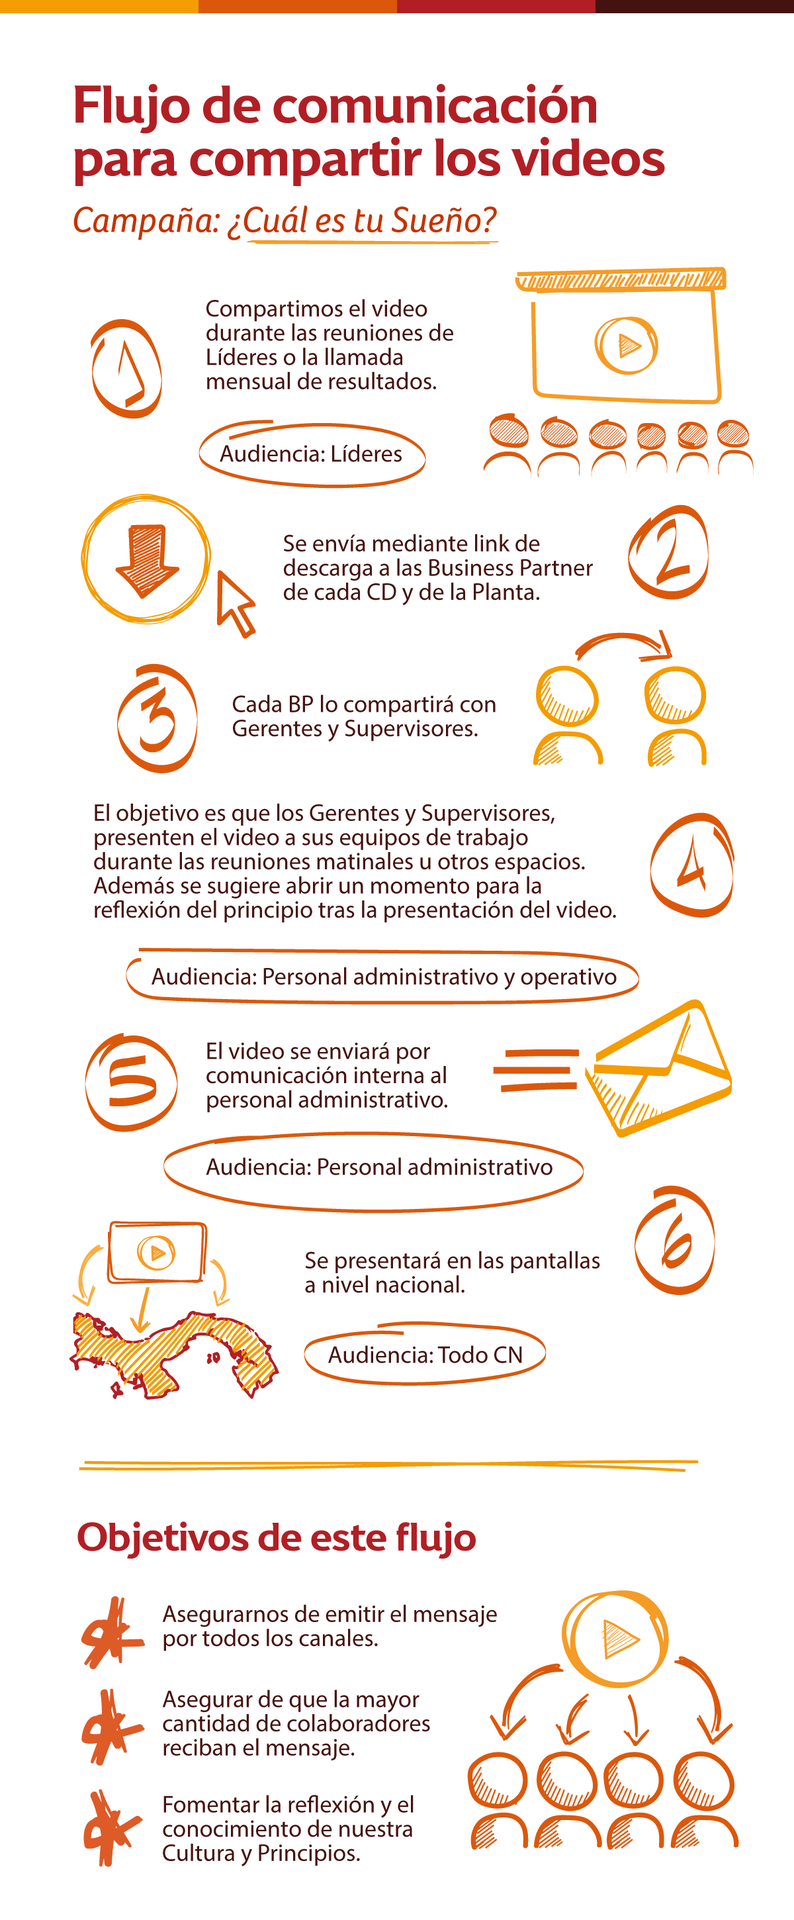 Flujo de comunicación
para compartir los videos
Campaña: ¿Cuál es tu Sueño?
1
Compartimos el video
durante las reuniones de
Líderes o la llamada
mensual de resultados.
Audiencia: Líderes
Se envía mediante link de
descarga a las Business Partner
de cada CD y de la Planta.
2
3
Cada BP lo compartirá con
Gerentes y Supervisores.
El objetivo es que los Gerentes y Supervisores,
presenten el video a sus equipos de trabajo
durante las reuniones matinales u otros espacios.
Además se sugiere abrir un momento para la
reflexión del principio tras la presentación del video.
4
Audiencia: Personal administrativo y operativo
5
El video se enviará por
comunicación interna al
personal administrativo.
Audiencia: Personal administrativo
6
Se presentará en las pantallas
a nivel nacional.
Audiencia: Todo CN
Objetivos de este flujo
Asegurarnos de emitir el mensaje
por todos los canales.
Asegurar de que la mayor
cantidad de colaboradores
reciban el mensaje.
Fomentar la reflexión y el
conocimiento de nuestra
Cultura y Principios.